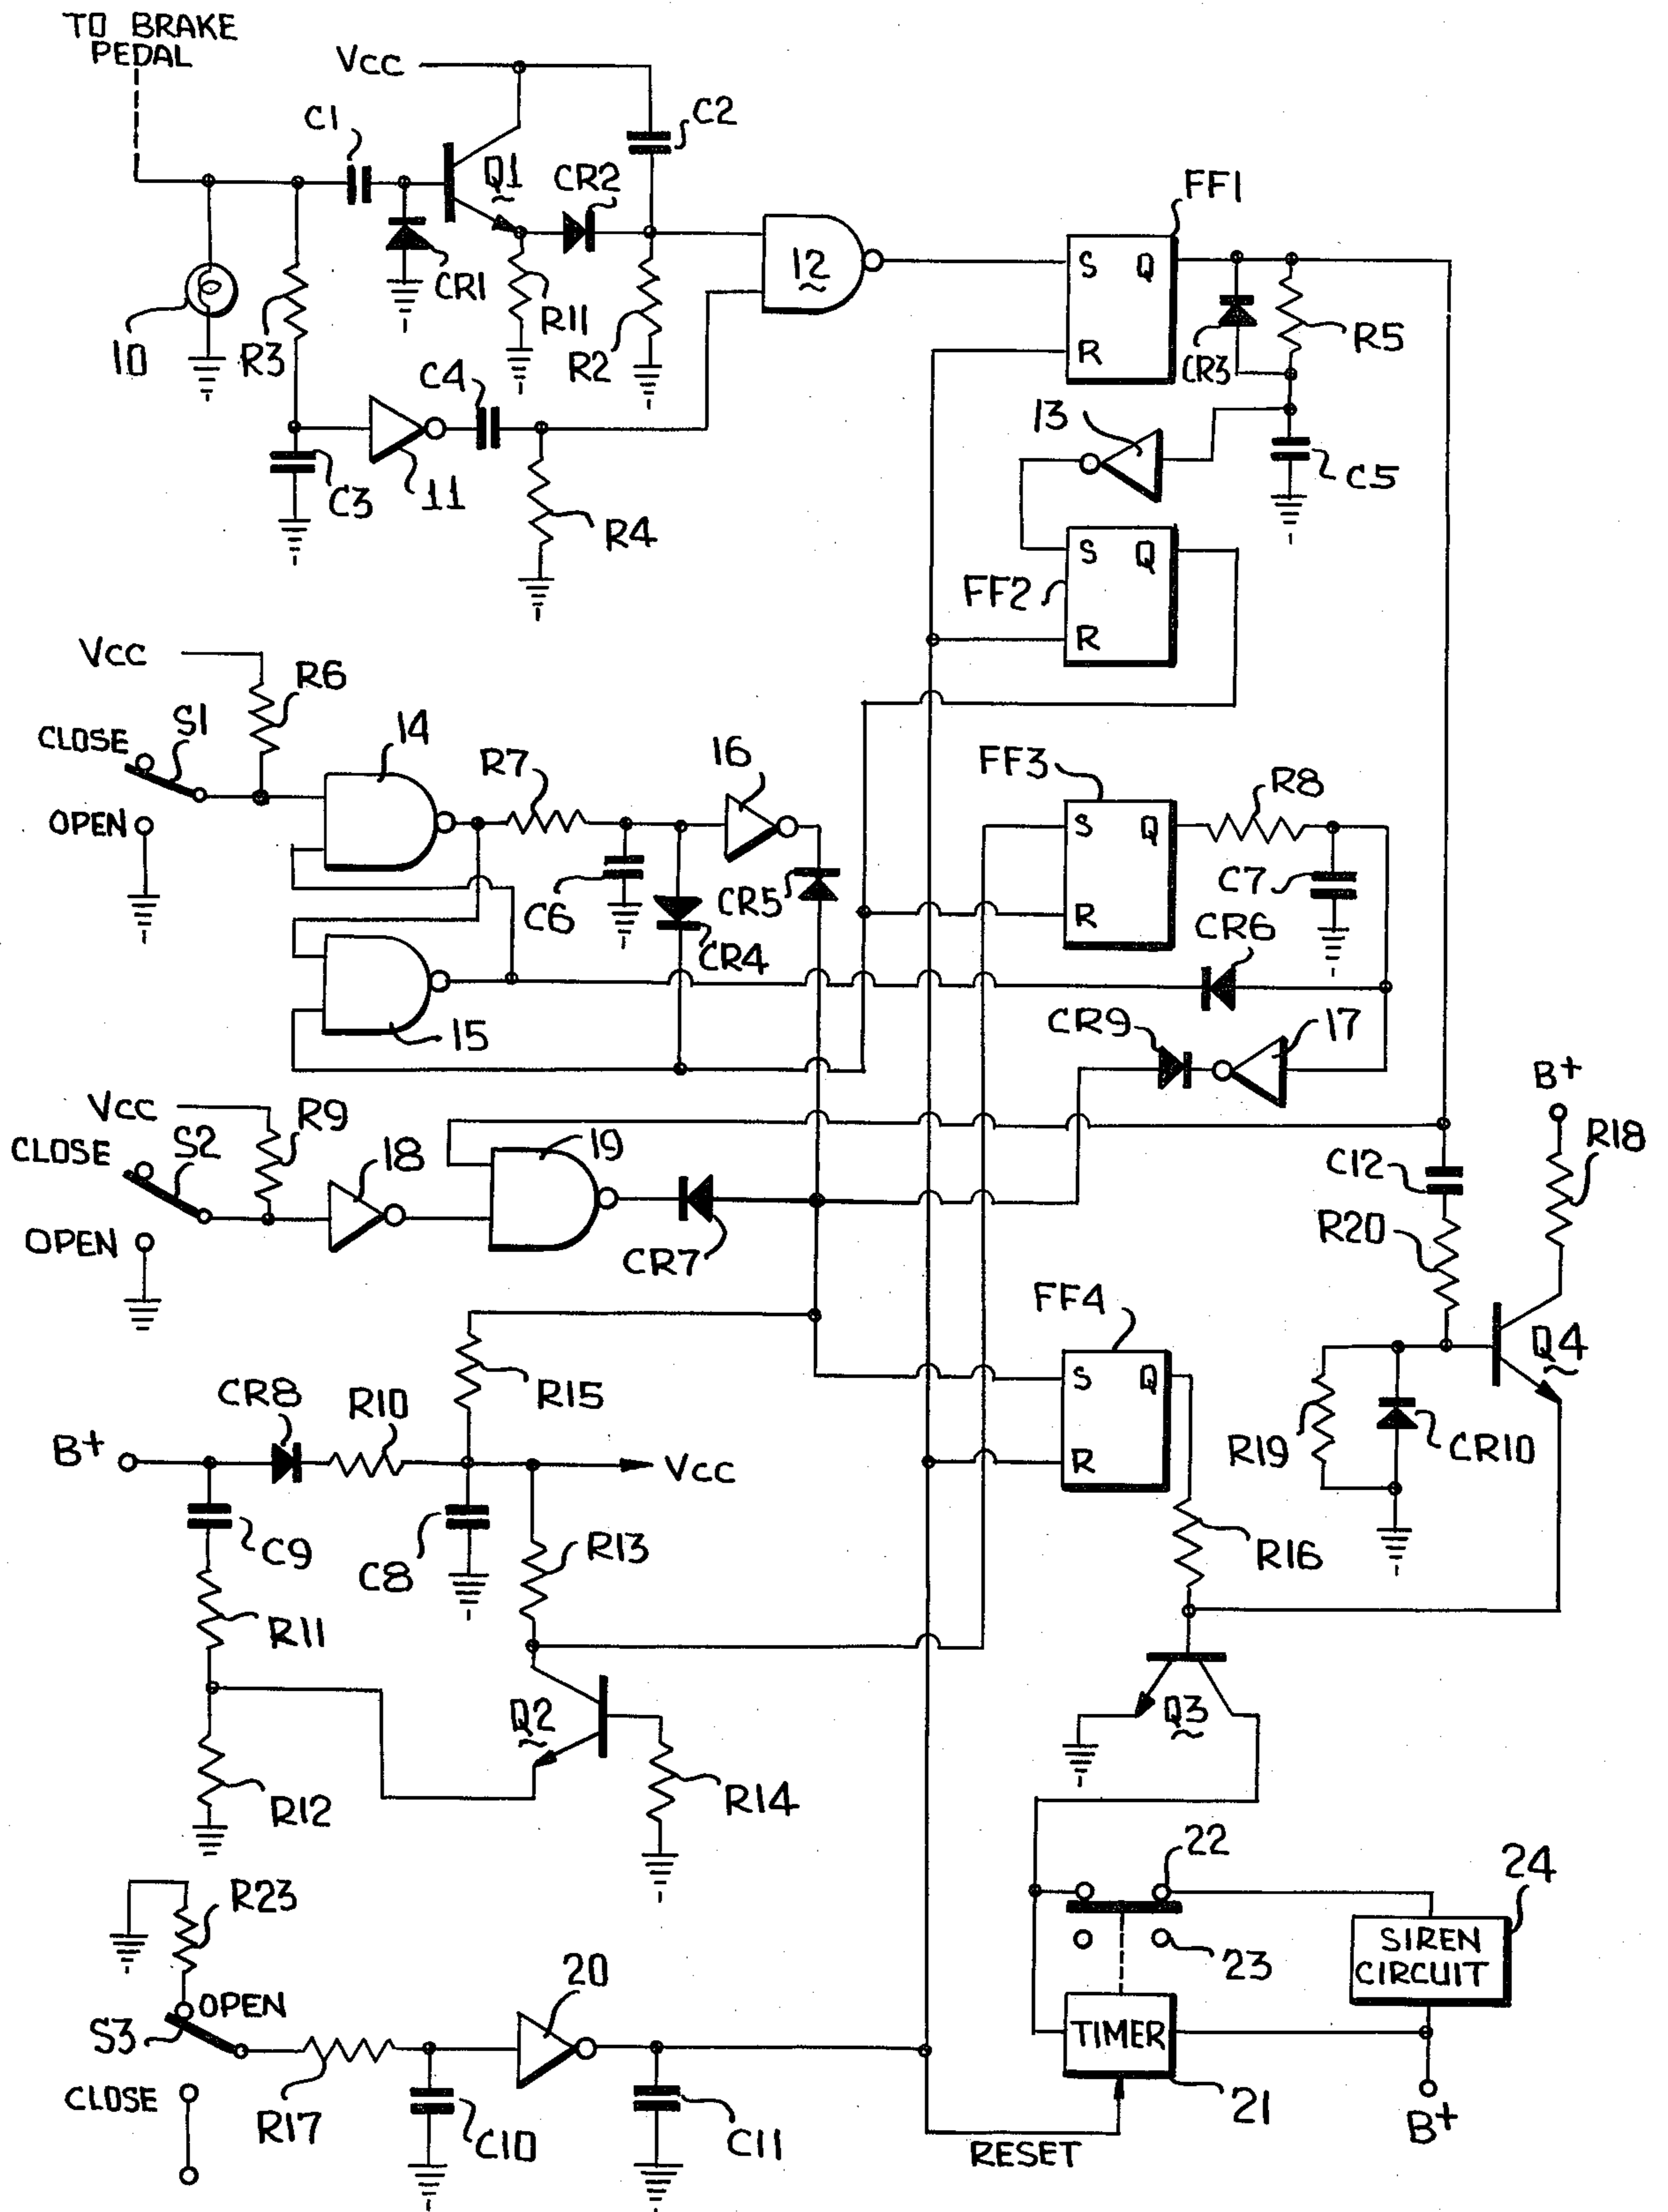 TO BRAKE
PEDAL
VCC
C1
C2
Q1
CR2
FF1
S Q
R
12
CR1
R11
R2
10
R3
C4
11
C3
R4
CR3
R5
13
C5
FF2
S Q
R
VCC
R6
S1
CLOSE
OPEN
14
R7
16
C6
CR4
CR5
15
FF3
S Q
R
R8
C7
CR6
CR9
17
VCC
R9
CLOSE
S2
OPEN
18
19
CR7
B+
R18
C12
R20
FF4
S Q
R
Q4
R19
CR10
R15
CR8
R10
B+
VCC
C9
C8
R13
R16
R11
Q2
Q3
R12
R14
R23
22
24
SIREN
CIRCUIT
23
OPEN
S3
20
TIMER
CLOSE
R17
C10
C11
21
B+
RESET